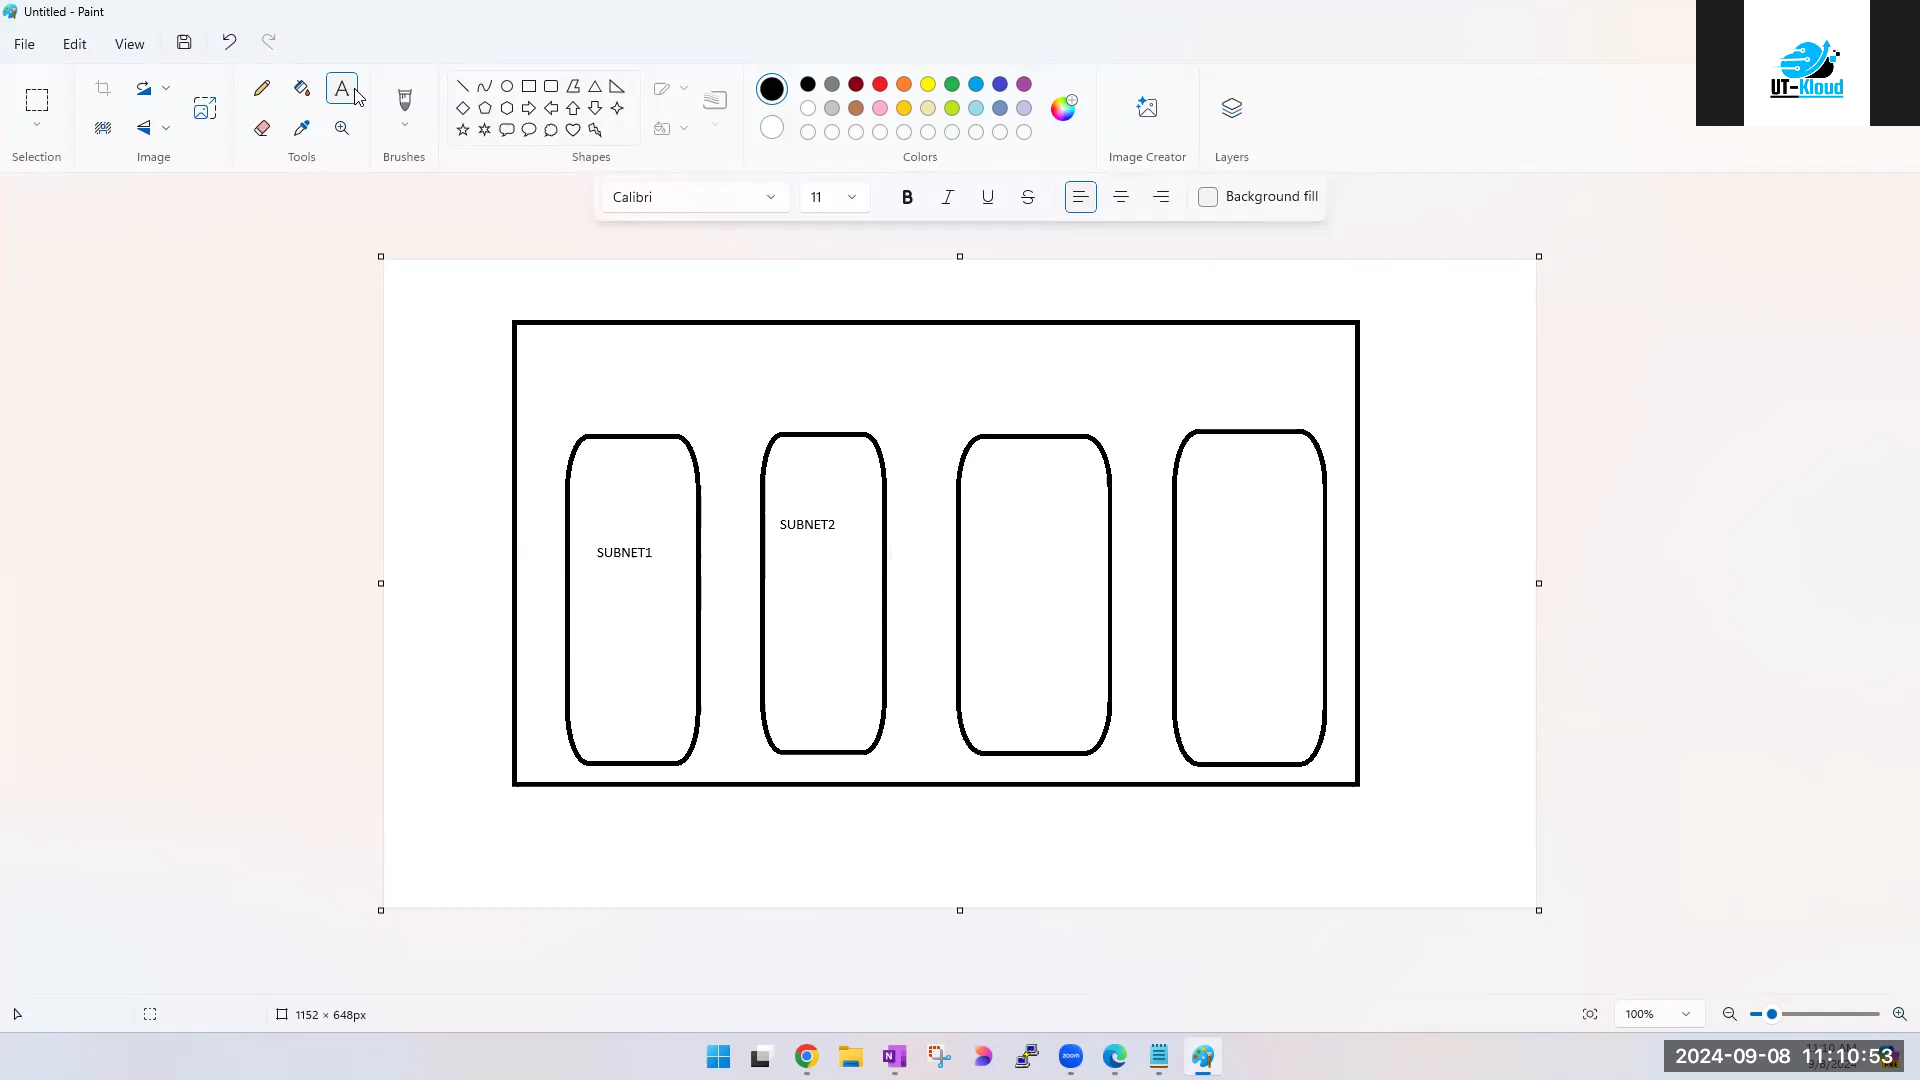 Untitled - Paint
File
Edit
View
UT-Kloud
Selection
Image
Tools
Brushes
Shapes
Colors
Image Creator
Layers
Calibri
11
B
I
U
S
Background fill
SUBNET1
SUBNET2
1152 × 648px
100%
zoom
2024-09-08 11:10:53